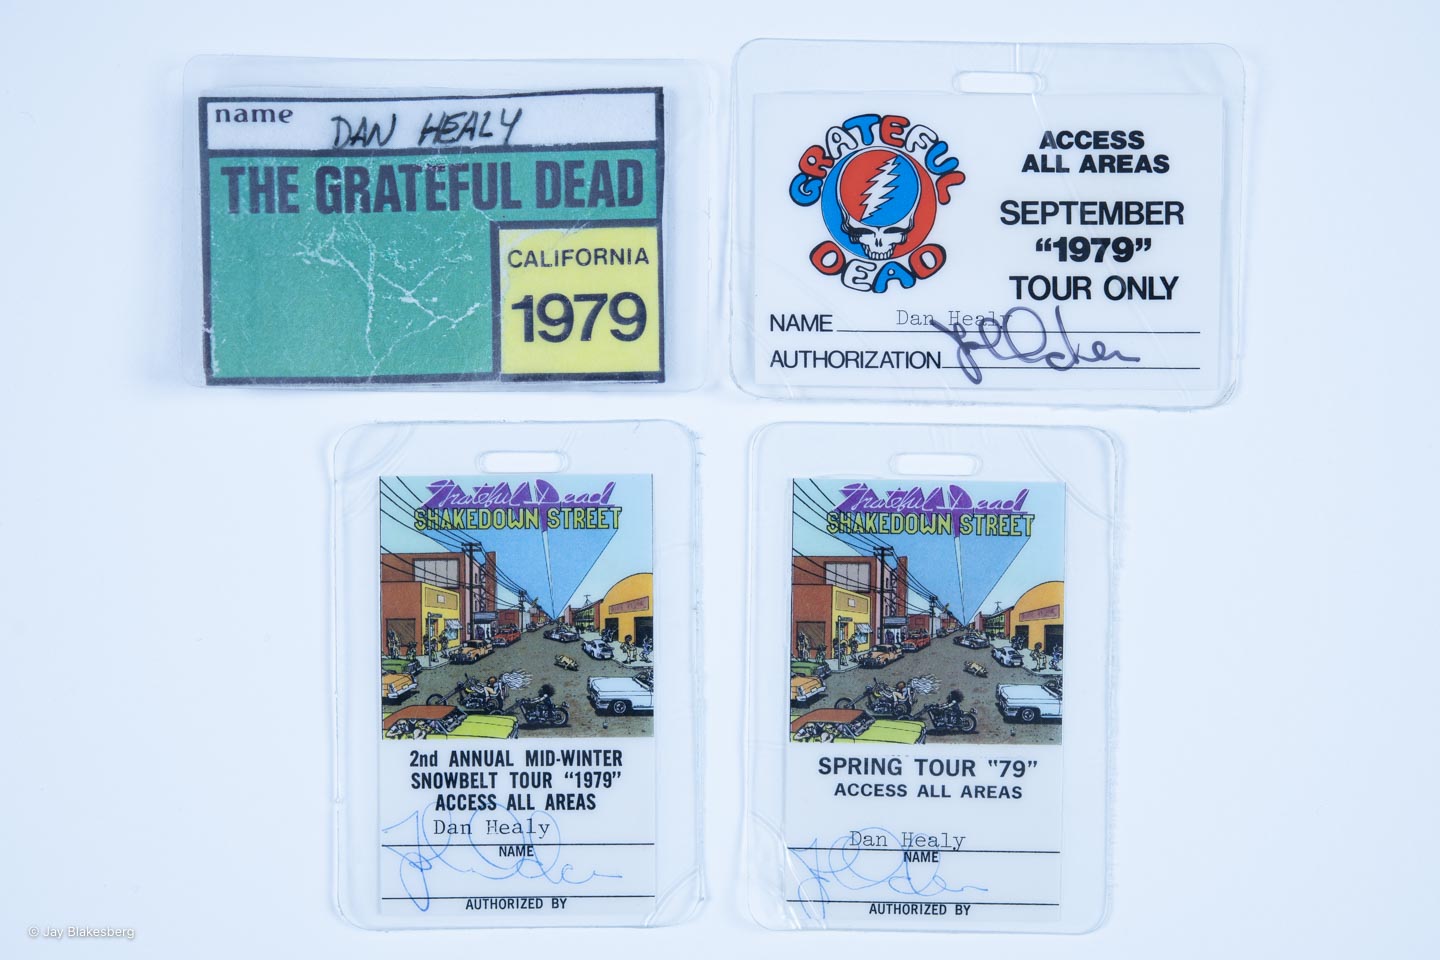 name DAN HEALY
THE GRATEFUL DEAD
CALIFORNIA
1979
GRATEFUL
DEAD
ACCESS
ALL AREAS
SEPTEMBER
"1979"
TOUR ONLY
NAME Dan Healy
AUTHORIZATION
Grateful Dead
SHAKEDOWN STREET
2nd ANNUAL MID-WINTER
SNOWBELT TOUR "1979"
ACCESS ALL AREAS
Dan Healy
NAME
AUTHORIZED BY
Grateful Dead
SHAKEDOWN STREET
SPRING TOUR "79"
ACCESS ALL AREAS
Dan Healy
NAME
AUTHORIZED BY
© Jay Blakesberg